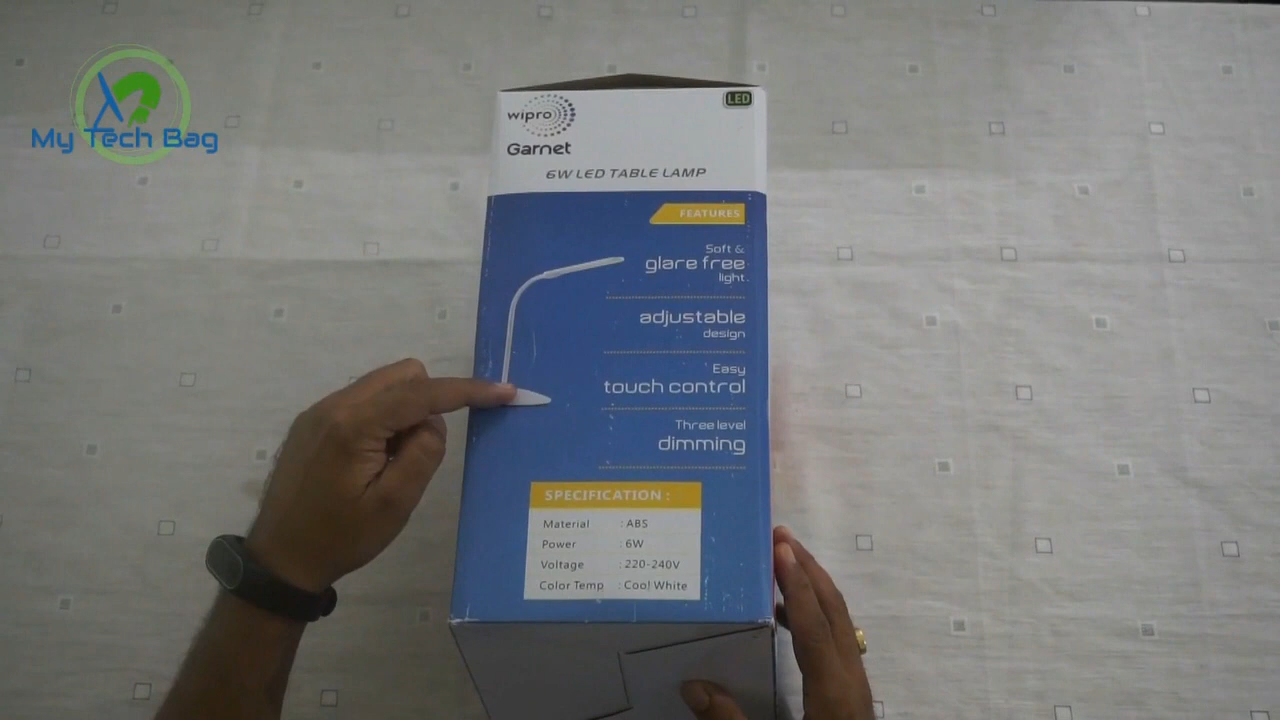 My Tech Bag
wipro
LED
Garnet
6W LED TABLE LAMP
FEATURES
Soft &
glare free
light
adjustable
design
Easy
touch control
Three level
dimming
SPECIFICATION :
Material : ABS
Power : 6W
Voltage : 220-240V
Color Temp : Cool White